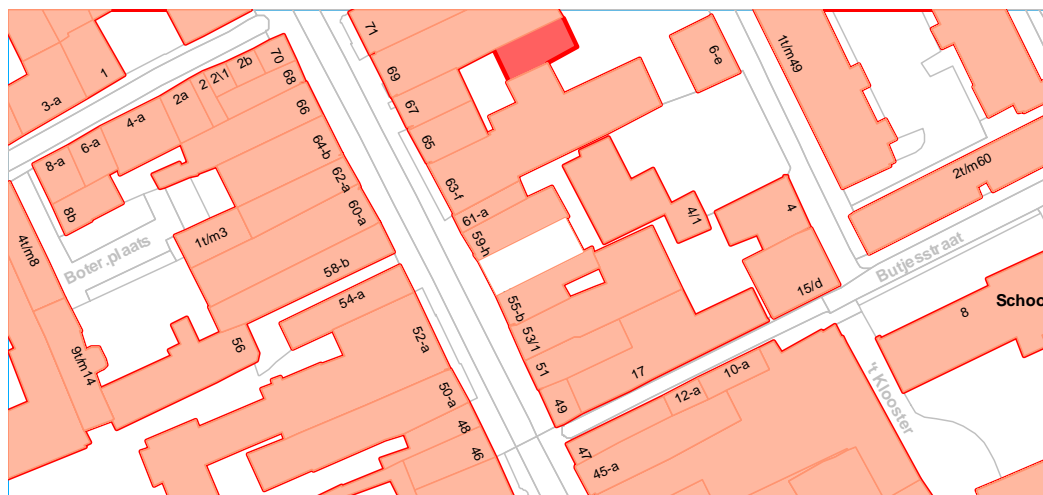 71
1
3-a
70
2b
2\1
2
2a
68
69
6-e
1t/m49
4-a
66
67
6-a
8-a
64-b
65
2t/m60
62-a
63-f
8b
60-a
61-a
4/1
4
1t/m3
59-h
4t/m8
Boter.plaats
58-b
Butjesstraat
54-a
15/d
55-b
Schoo
8
53/1
52-a
56
51
9t/m14
17
10-a
12-a
50-a
49
't Klooster
48
47
46
45-a